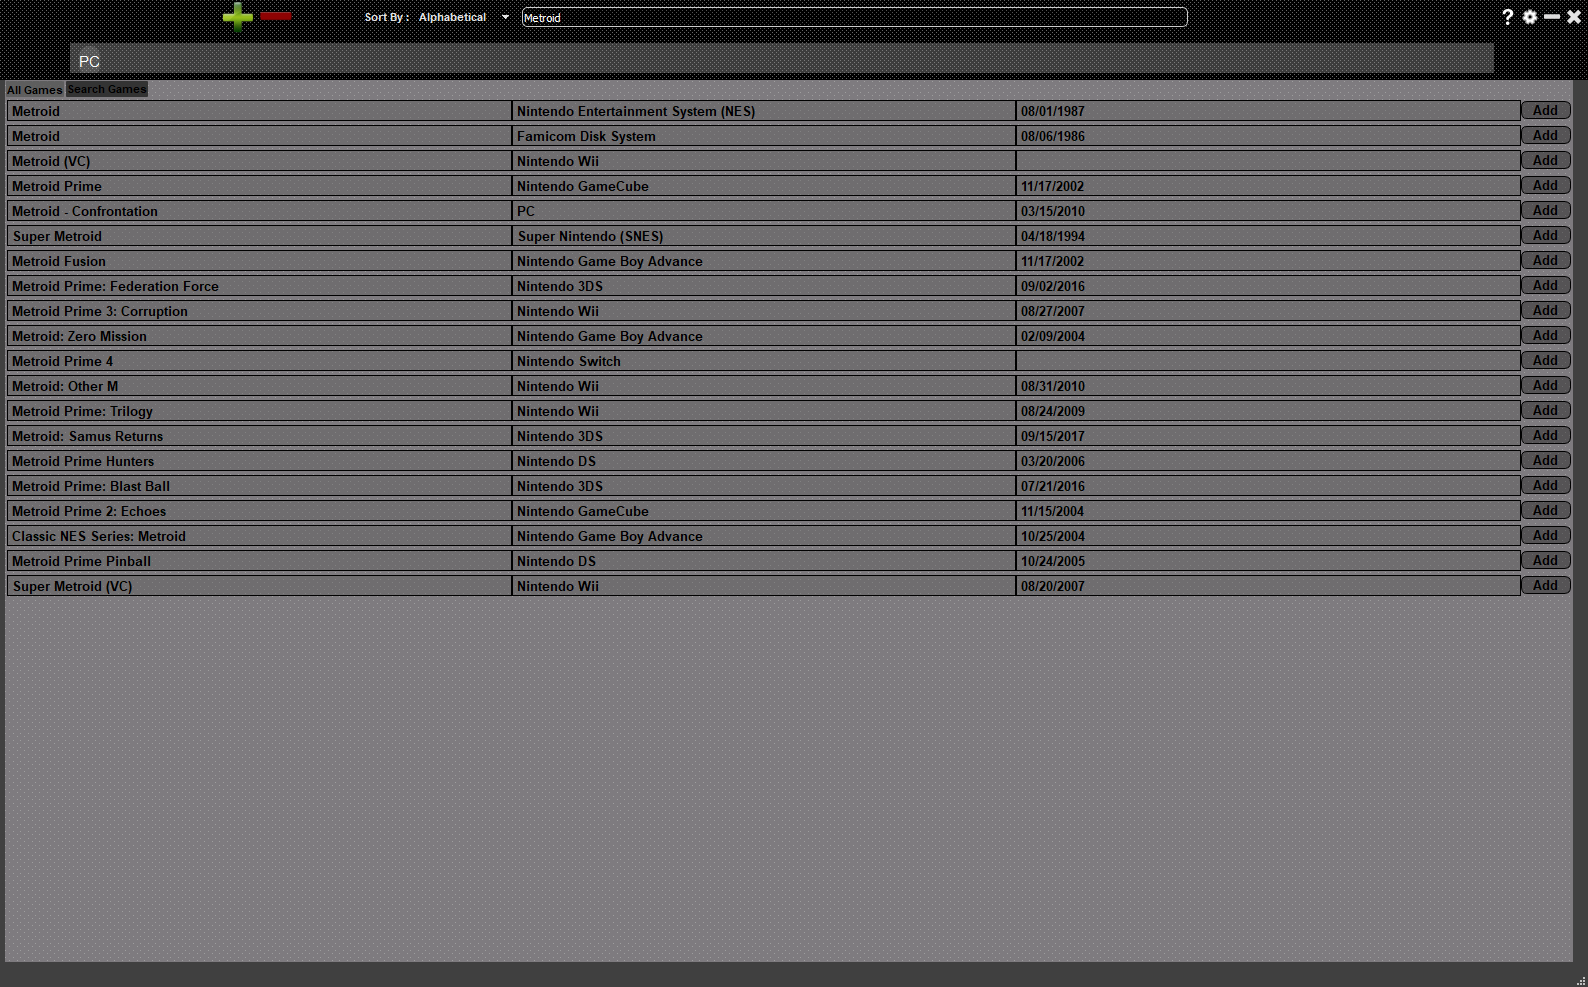 Sort By : Alphabetical Metroid ?
PC
All Games Search Games
Metroid Nintendo Entertainment System (NES) 08/01/1987 Add
Metroid Famicom Disk System 08/06/1986 Add
Metroid (VC) Nintendo Wii Add
Metroid Prime Nintendo GameCube 11/17/2002 Add
Metroid - Confrontation PC 03/15/2010 Add
Super Metroid Super Nintendo (SNES) 04/18/1994 Add
Metroid Fusion Nintendo Game Boy Advance 11/17/2002 Add
Metroid Prime: Federation Force Nintendo 3DS 09/02/2016 Add
Metroid Prime 3: Corruption Nintendo Wii 08/27/2007 Add
Metroid: Zero Mission Nintendo Game Boy Advance 02/09/2004 Add
Metroid Prime 4 Nintendo Switch Add
Metroid: Other M Nintendo Wii 08/31/2010 Add
Metroid Prime: Trilogy Nintendo Wii 08/24/2009 Add
Metroid: Samus Returns Nintendo 3DS 09/15/2017 Add
Metroid Prime Hunters Nintendo DS 03/20/2006 Add
Metroid Prime: Blast Ball Nintendo 3DS 07/21/2016 Add
Metroid Prime 2: Echoes Nintendo GameCube 11/15/2004 Add
Classic NES Series: Metroid Nintendo Game Boy Advance 10/25/2004 Add
Metroid Prime Pinball Nintendo DS 10/24/2005 Add
Super Metroid (VC) Nintendo Wii 08/20/2007 Add